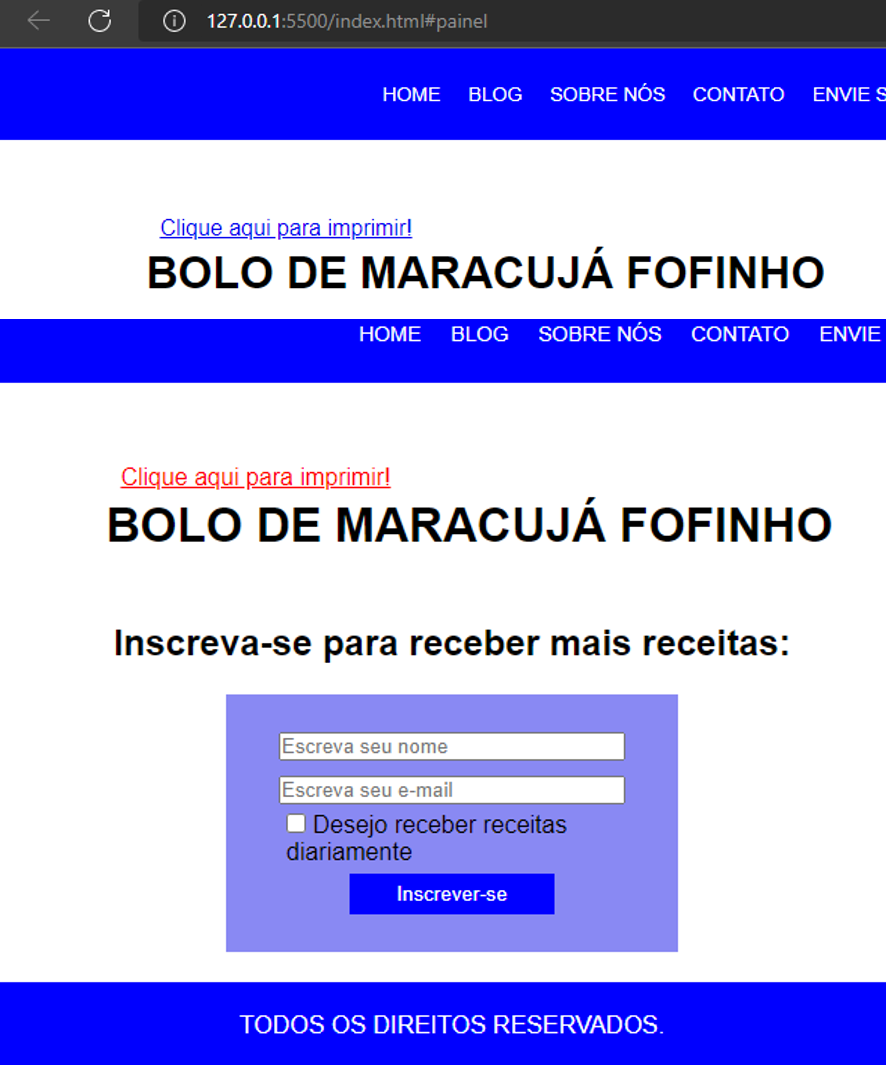 127.0.0.1:5500/index.html#painel
HOME BLOG SOBRE NÓS CONTATO ENVIE S
Clique aqui para imprimir!
BOLO DE MARACUJÁ FOFINHO
HOME BLOG SOBRE NÓS CONTATO ENVIE
Clique aqui para imprimir!
BOLO DE MARACUJÁ FOFINHO
Inscreva-se para receber mais receitas:
Escreva seu nome
Escreva seu e-mail
Desejo receber receitas
diariamente
Inscrever-se
TODOS OS DIREITOS RESERVADOS.